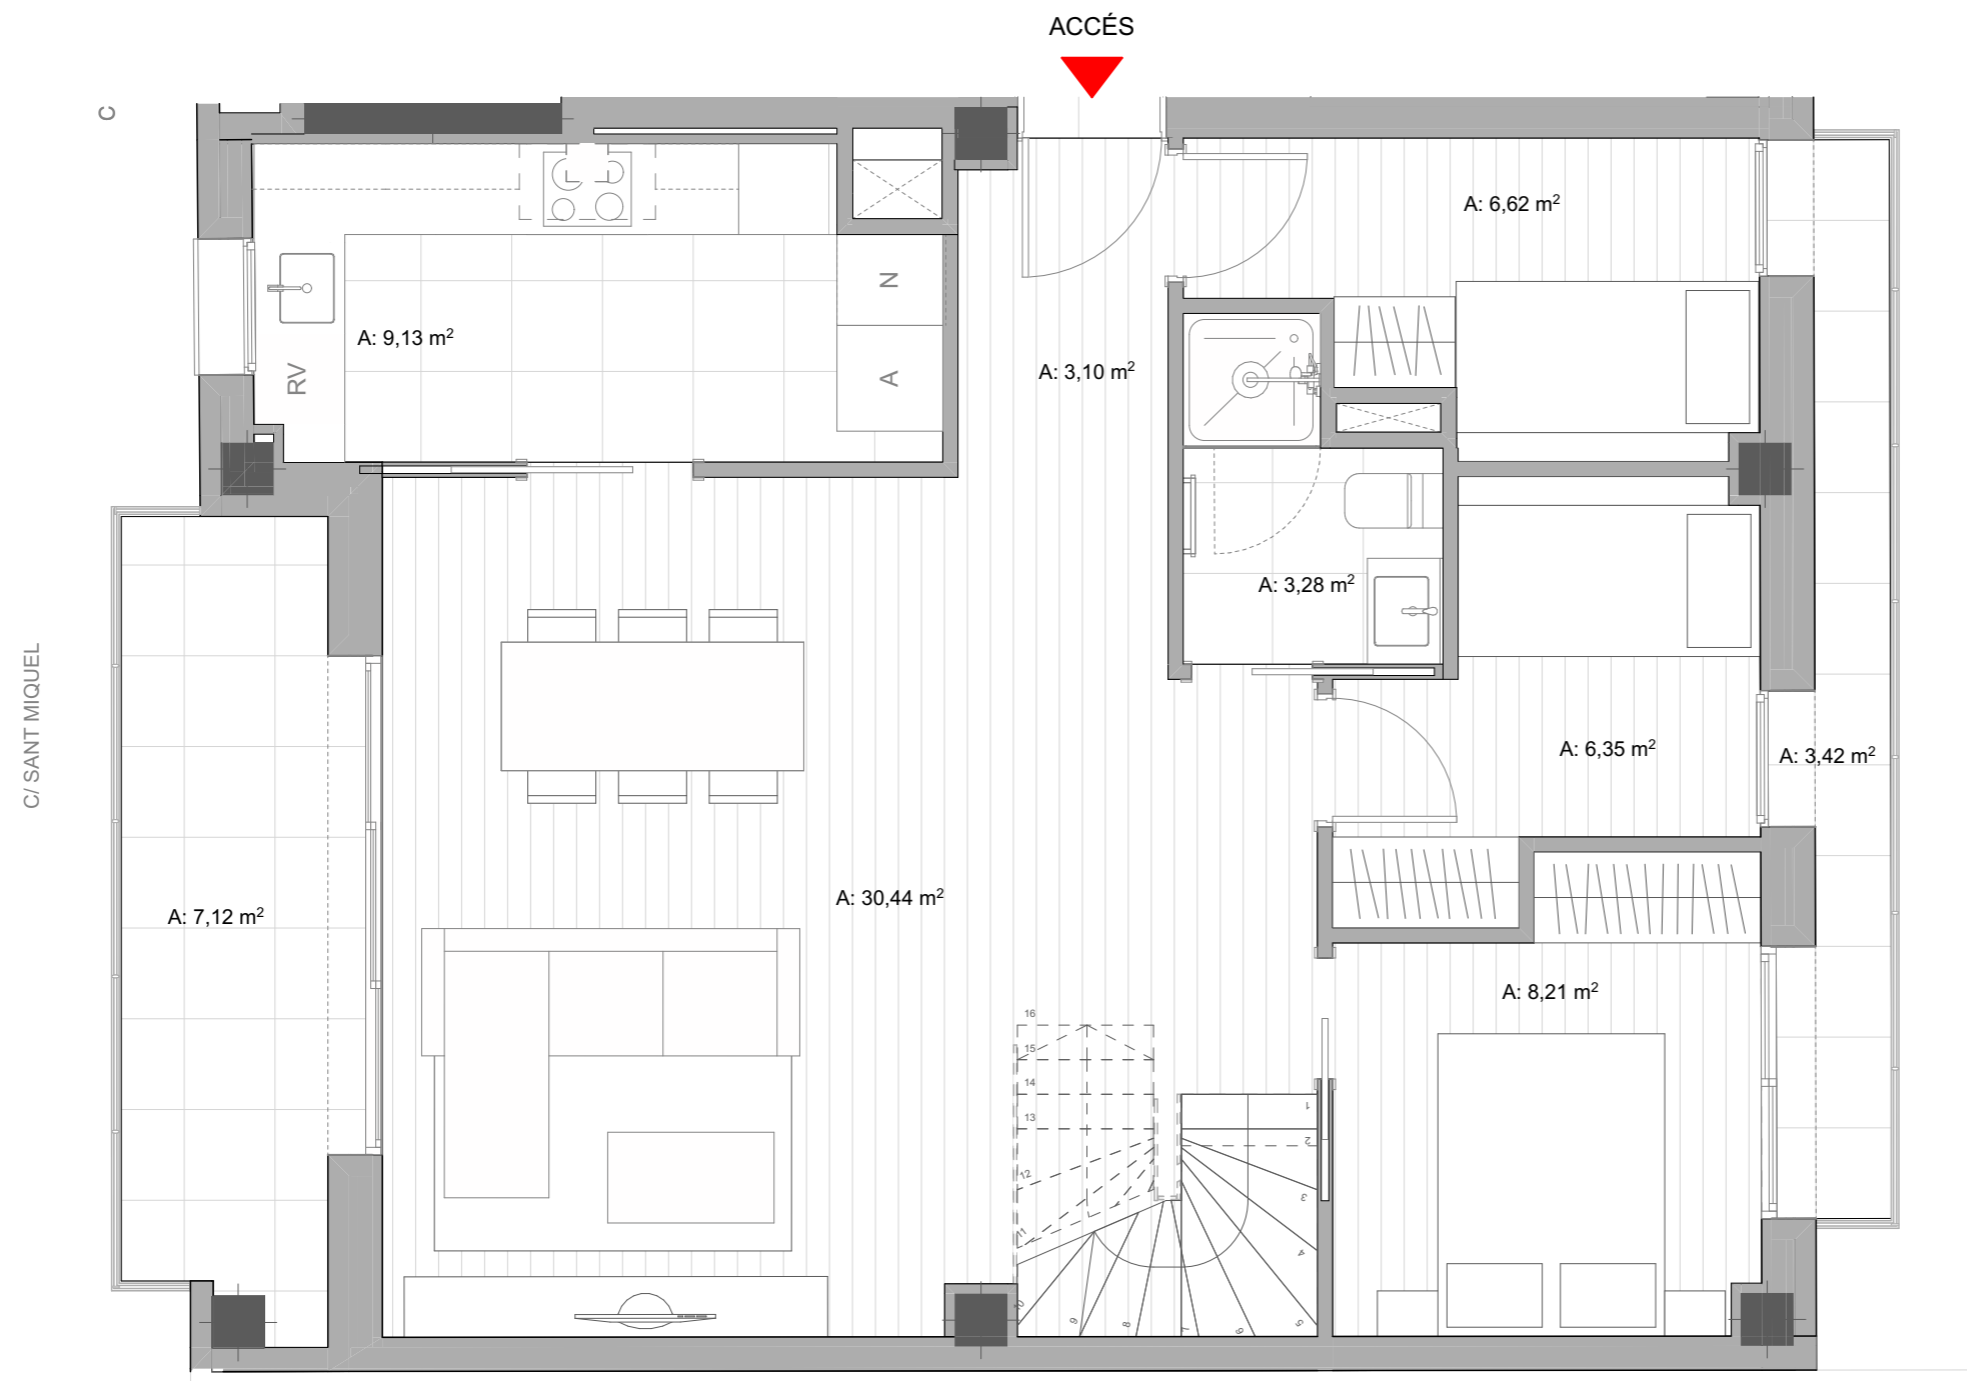 ACCÉS
C
A: 6,62 m²
N
A: 9,13 m²
RV
A
A: 3,10 m²
A: 3,28 m²
C/ SANT MIQUEL
A: 6,35 m²
A: 3,42 m²
A: 30,44 m²
A: 7,12 m²
A: 8,21 m²
16
15
14
13
12
11
10
9
8
7
6
5
4
3
2
1